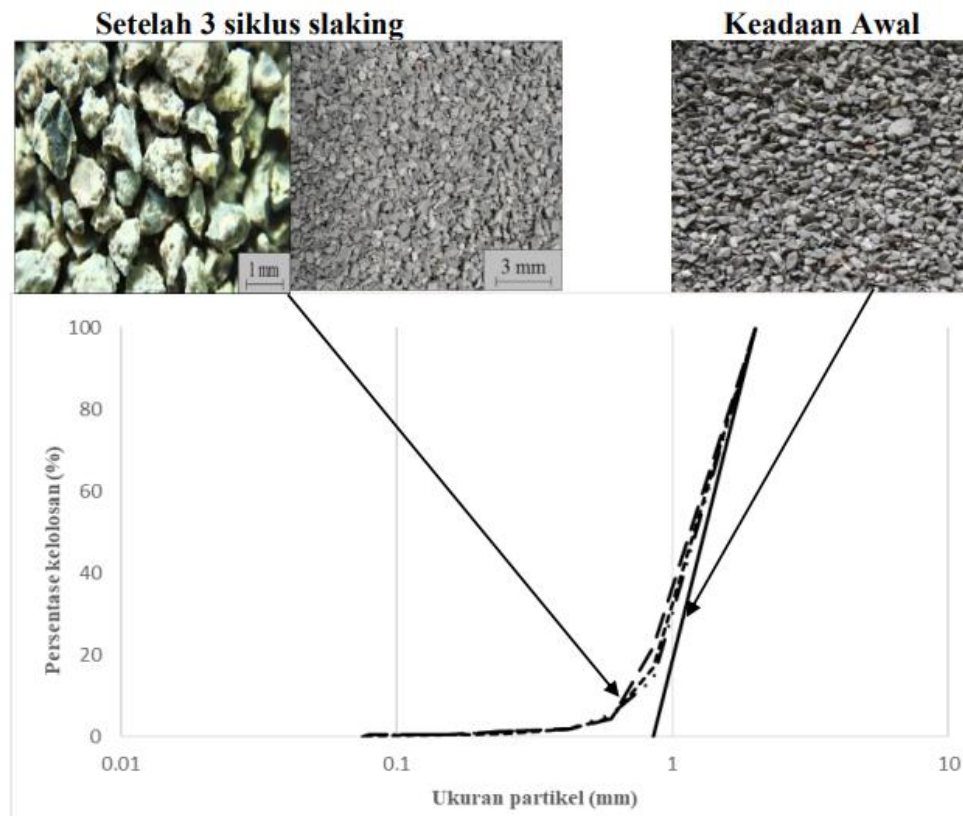 Setelah 3 siklus slaking
Keadaan Awal
1 mm
3 mm
100
80
60
40
20
0
Persentase kelolosan (%)
0.01
0.1
1
10
Ukuran partikel (mm)